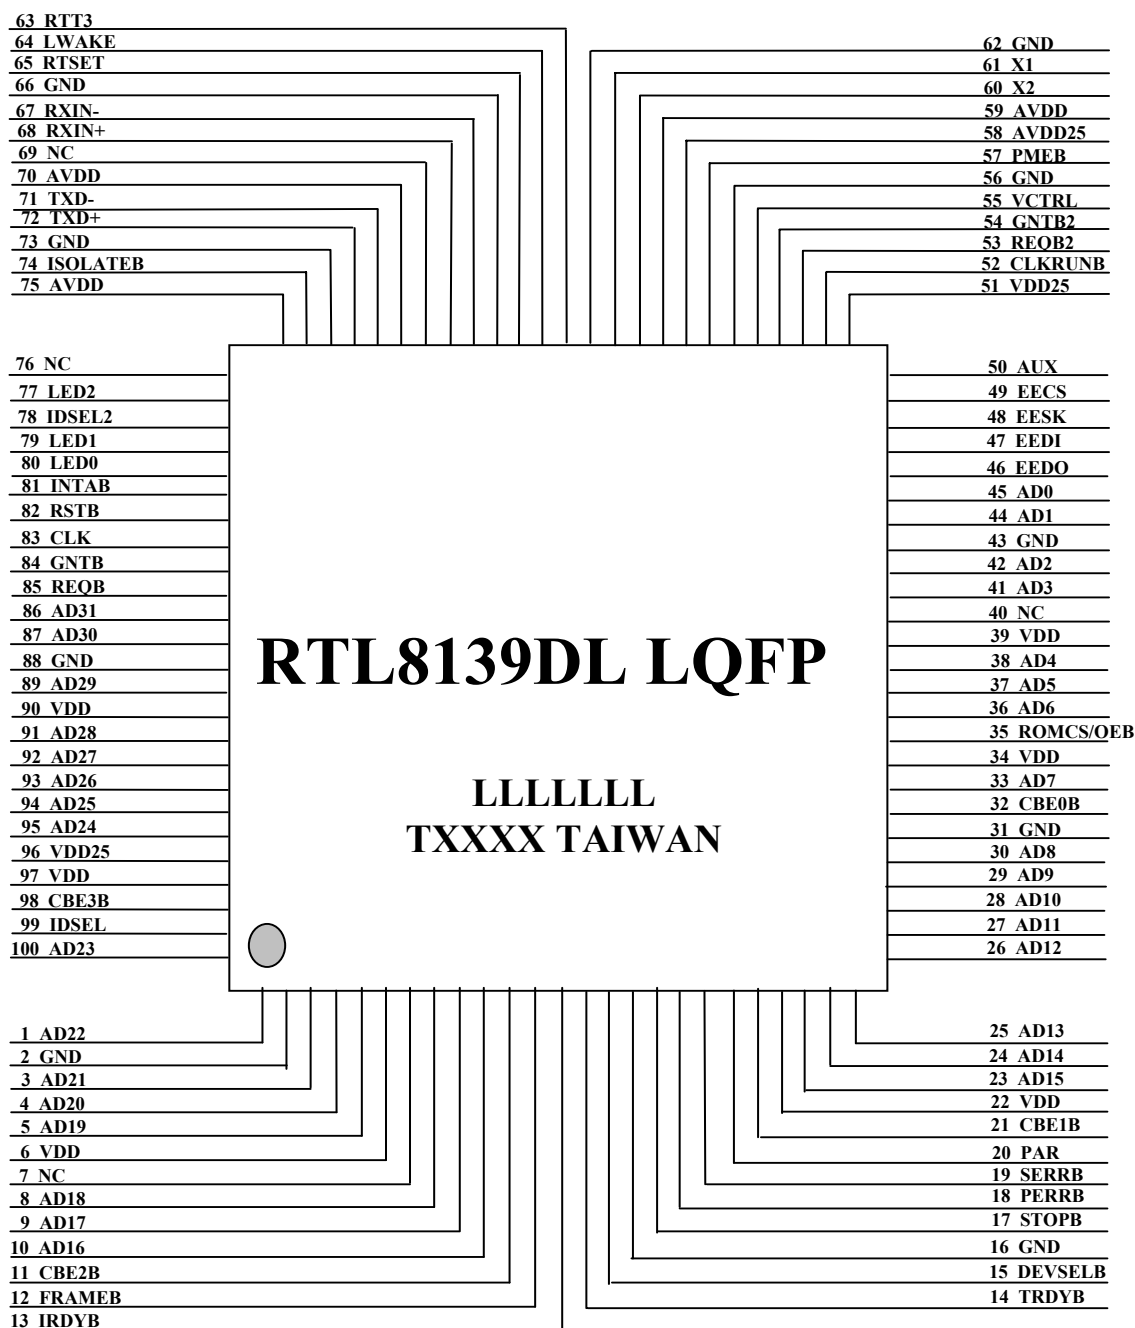 63 RTT3
64 LWAKE
65 RTSET
66 GND
67 RXIN-
68 RXIN+
69 NC
70 AVDD
71 TXD-
72 TXD+
73 GND
74 ISOLATEB
75 AVDD
62 GND
61 X1
60 X2
59 AVDD
58 AVDD25
57 PMEB
56 GND
55 VCTRL
54 GNTB2
53 REQB2
52 CLKRUNB
51 VDD25
76 NC
77 LED2
78 IDSEL2
79 LED1
80 LED0
81 INTAB
82 RSTB
83 CLK
84 GNTB
85 REQB
86 AD31
87 AD30
88 GND
89 AD29
90 VDD
91 AD28
92 AD27
93 AD26
94 AD25
95 AD24
96 VDD25
97 VDD
98 CBE3B
99 IDSEL
100 AD23
RTL8139DL LQFP
LLLLLLL
TXXXX TAIWAN
50 AUX
49 EECS
48 EESK
47 EEDI
46 EEDO
45 AD0
44 AD1
43 GND
42 AD2
41 AD3
40 NC
39 VDD
38 AD4
37 AD5
36 AD6
35 ROMCS/OEB
34 VDD
33 AD7
32 CBE0B
31 GND
30 AD8
29 AD9
28 AD10
27 AD11
26 AD12
1 AD22
2 GND
3 AD21
4 AD20
5 AD19
6 VDD
7 NC
8 AD18
9 AD17
10 AD16
11 CBE2B
12 FRAMEB
13 IRDYB
25 AD13
24 AD14
23 AD15
22 VDD
21 CBE1B
20 PAR
19 SERRB
18 PERRB
17 STOPB
16 GND
15 DEVSELB
14 TRDYB